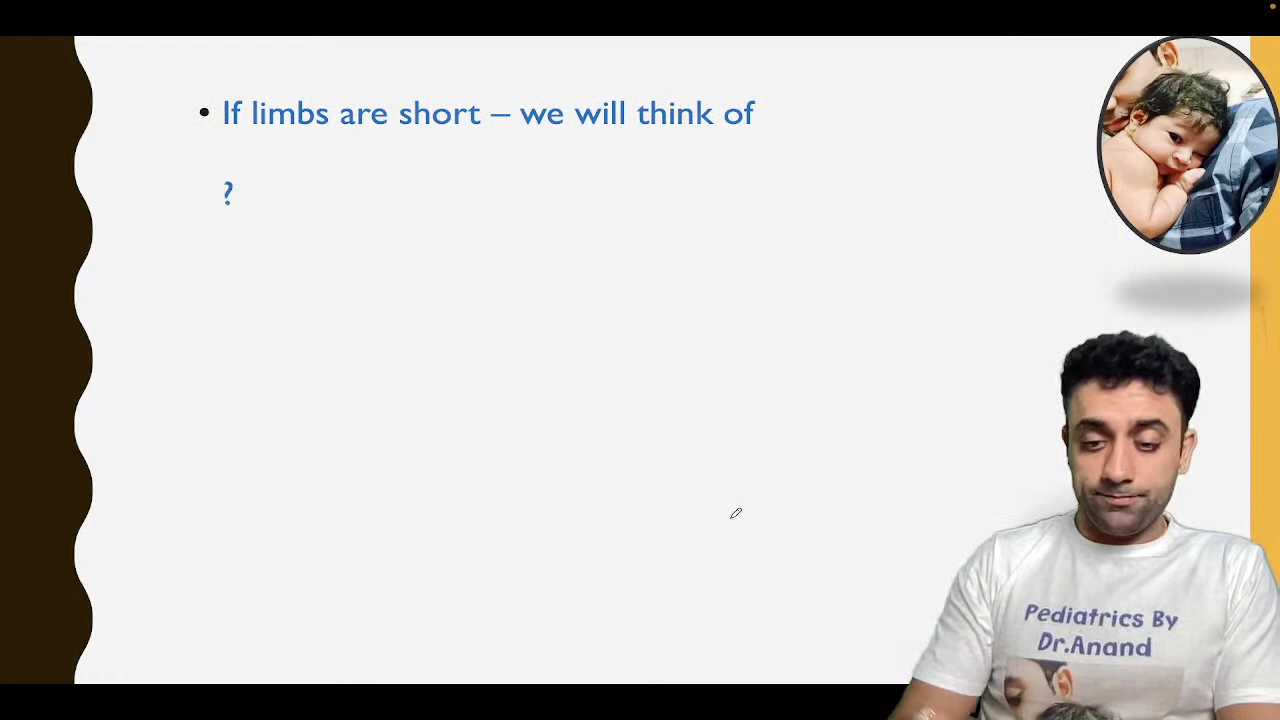 • If limbs are short – we will think of
?
Pediatrics By
Dr.Anand